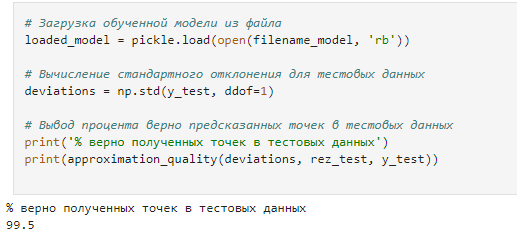 # Загрузка обученной модели из файла
loaded_model = pickle.load(open(filename_model, 'rb'))
# Вычисление стандартного отклонения для тестовых данных
deviations = np.std(y_test, ddof=1)
# Вывод процента верно предсказанных точек в тестовых данных
print('% верно полученных точек в тестовых данных')
print(approximation_quality(deviations, rez_test, y_test))
% верно полученных точек в тестовых данных
99.5